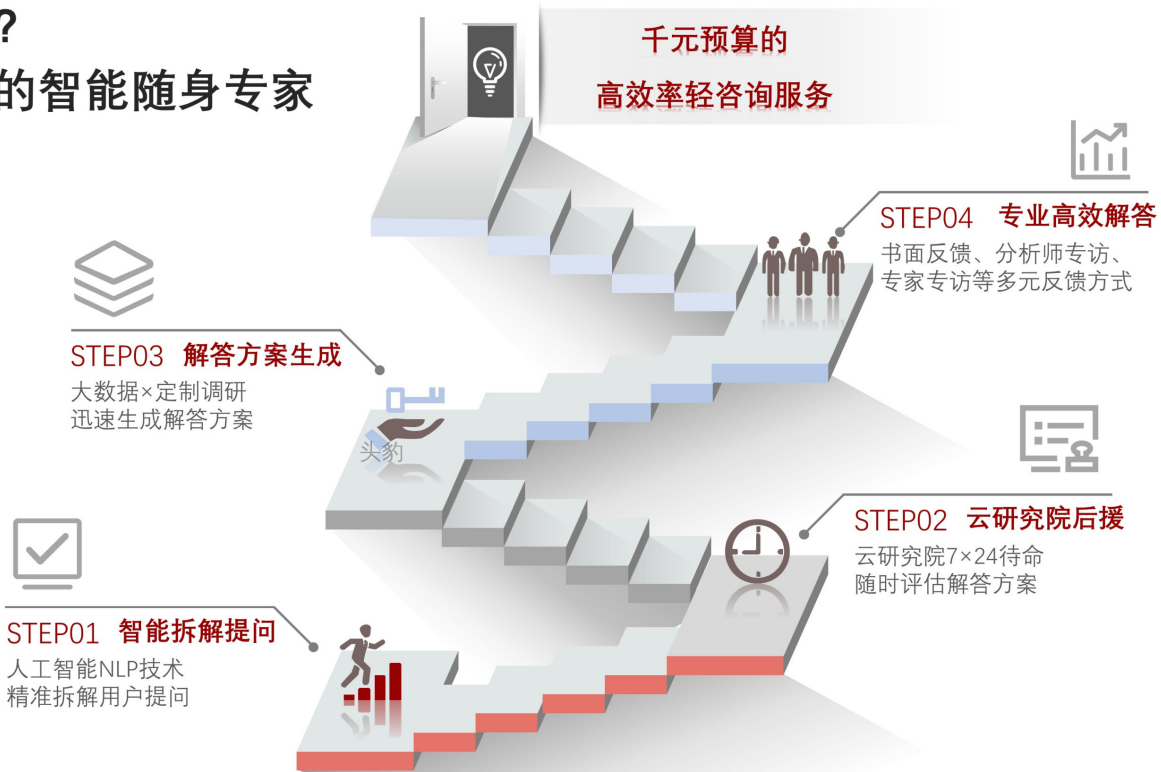 ?
的智能随身专家
千元预算的
高效率轻咨询服务
STEP04 专业高效解答
书面反馈、分析师专访、
专家专访等多元反馈方式
STEP03 解答方案生成
大数据×定制调研
迅速生成解答方案
头豹
STEP02 云研究院后援
云研究院7×24待命
随时评估解答方案
STEP01 智能拆解提问
人工智能NLP技术
精准拆解用户提问